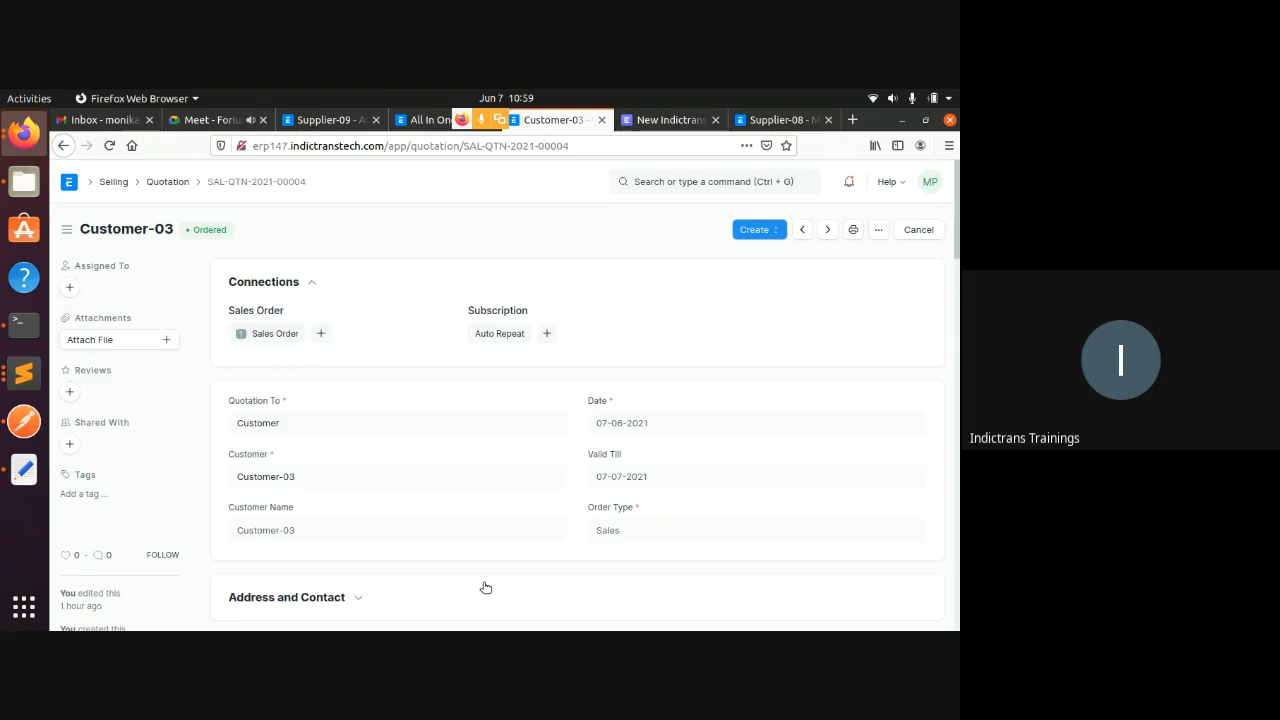 Activities Firefox Web Browser Jun 7 10:59
Inbox - monika Meet - Foriu Supplier-09 - A All In On Customer-03 - New Indictrans Supplier-08 - M
erp147.indictranstech.com/app/quotation/SAL-QTN-2021-00004
E Selling Quotation SAL-QTN-2021-00004 Search or type a command (Ctrl + G) Help MP
Customer-03 Ordered Create Cancel
Assigned To
Connections
Sales Order Subscription
Attachments
1 Sales Order Auto Repeat
Attach File
Reviews
Quotation To * Date *
Customer 07-06-2021
Shared With
Customer * Valid Till
Customer-03 07-07-2021
Tags
Add a tag ...
Customer Name Order Type *
Customer-03 Sales
0 - 0 FOLLOW
You edited this
1 hour ago
Address and Contact
You created this
I
Indictrans Trainings